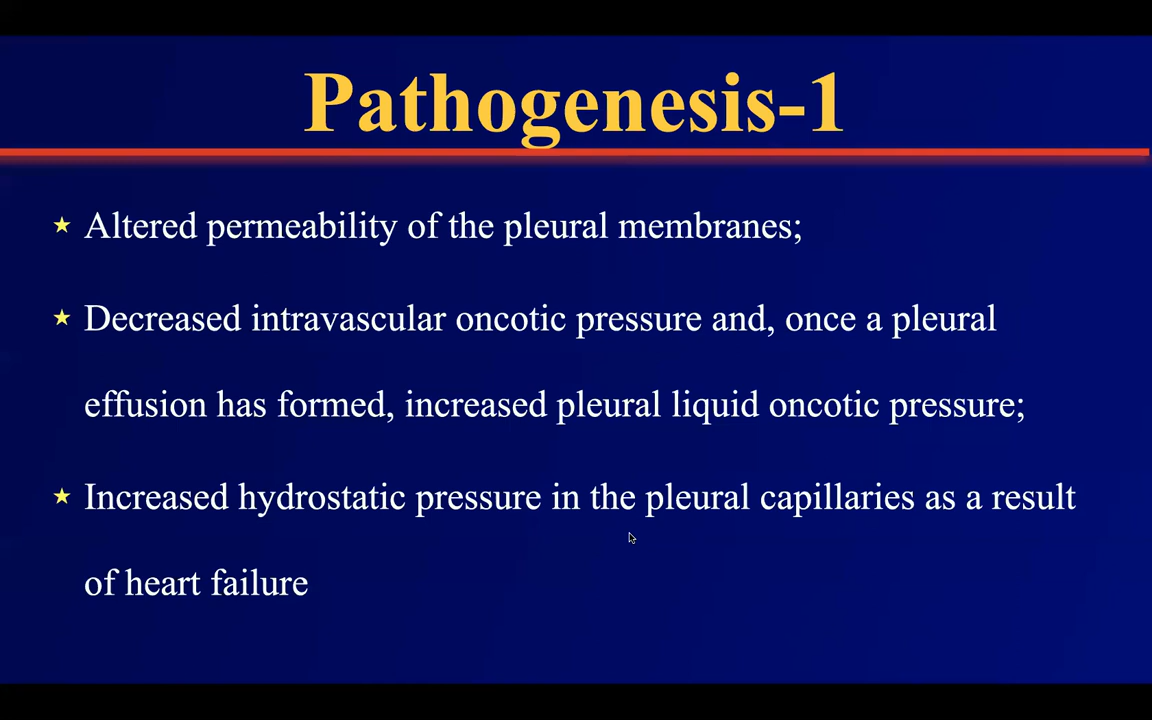 Pathogenesis-1
Altered permeability of the pleural membranes;
Decreased intravascular oncotic pressure and, once a pleural
effusion has formed, increased pleural liquid oncotic pressure;
Increased hydrostatic pressure in the pleural capillaries as a result
of heart failure